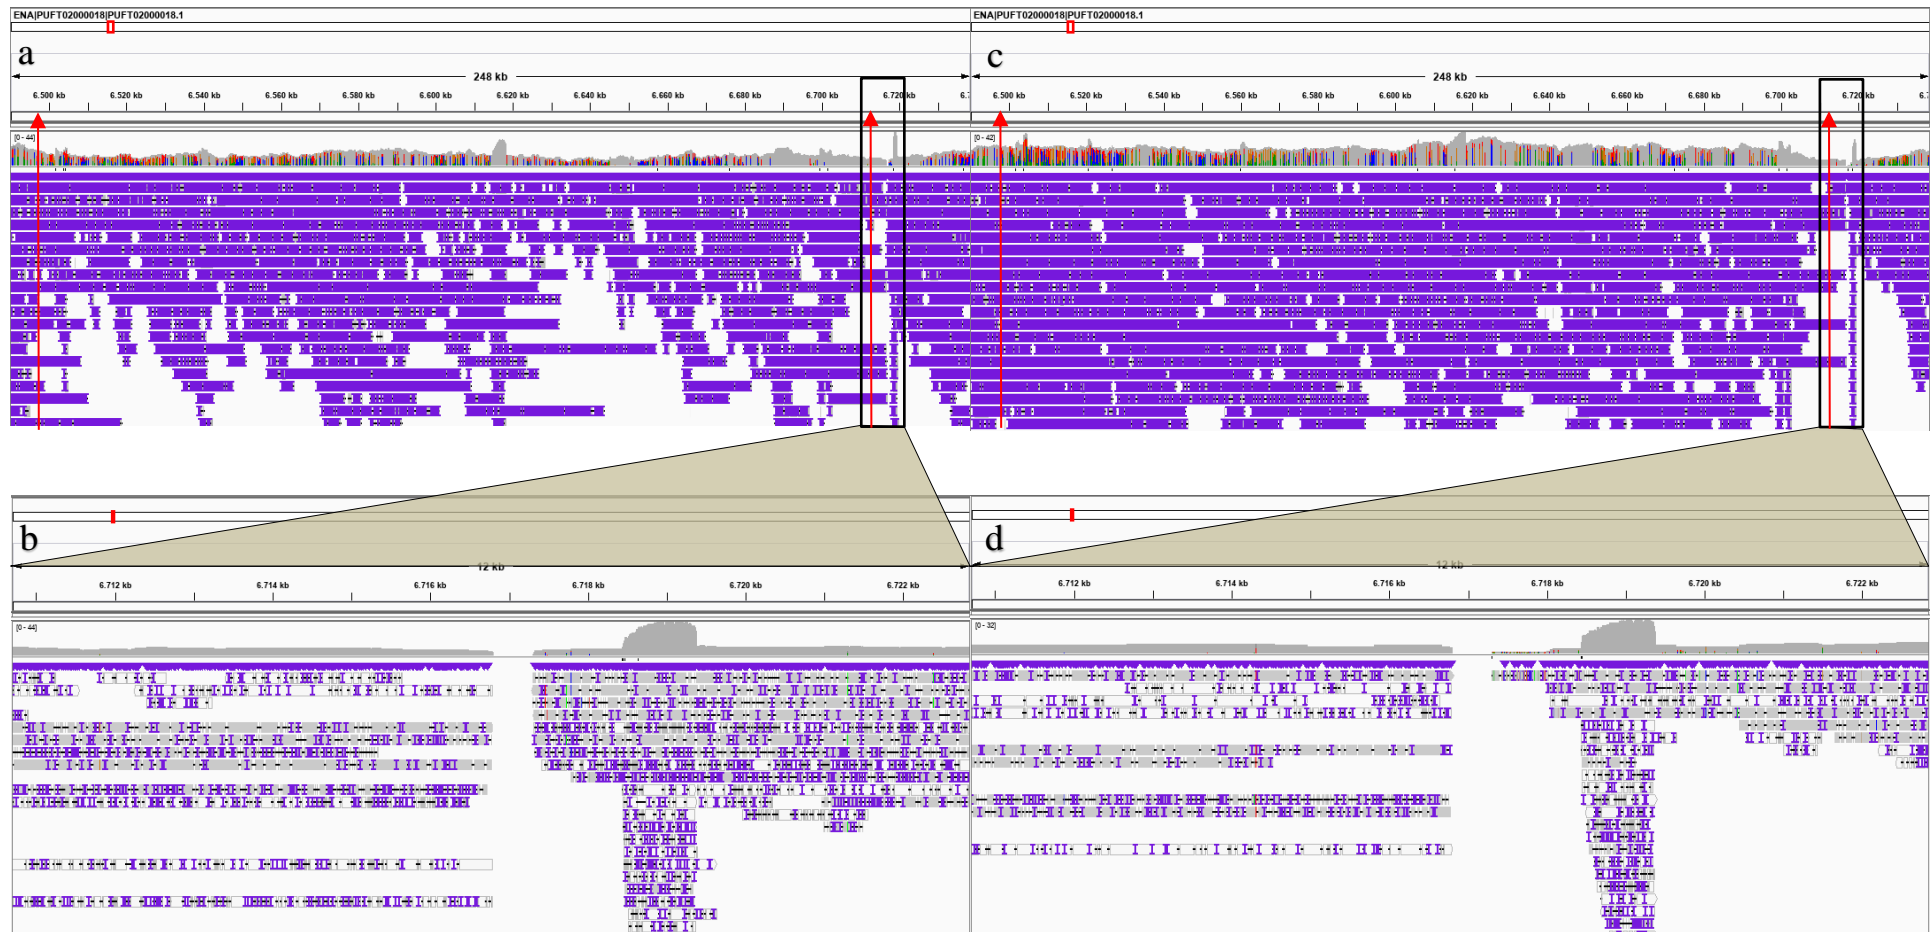 ENA|PUFT02000018|PUFT02000018.1
ENA|PUFT02000018|PUFT02000018.1
a
c
248 kb
248 kb
6.500 kb 6.520 kb 6.540 kb 6.560 kb 6.580 kb 6.600 kb 6.620 kb 6.640 kb 6.660 kb 6.680 kb 6.700 kb 6.720 kb 6.7
6.500 kb 6.520 kb 6.540 kb 6.560 kb 6.580 kb 6.600 kb 6.620 kb 6.640 kb 6.660 kb 6.680 kb 6.700 kb 6.720 kb 6.7
[0 - 44]
[0 - 42]
b
d
12 kb
12 kb
6.712 kb 6.714 kb 6.716 kb 6.718 kb 6.720 kb 6.722 kb
6.712 kb 6.714 kb 6.716 kb 6.718 kb 6.720 kb 6.722 kb
[0 - 44]
[0 - 32]